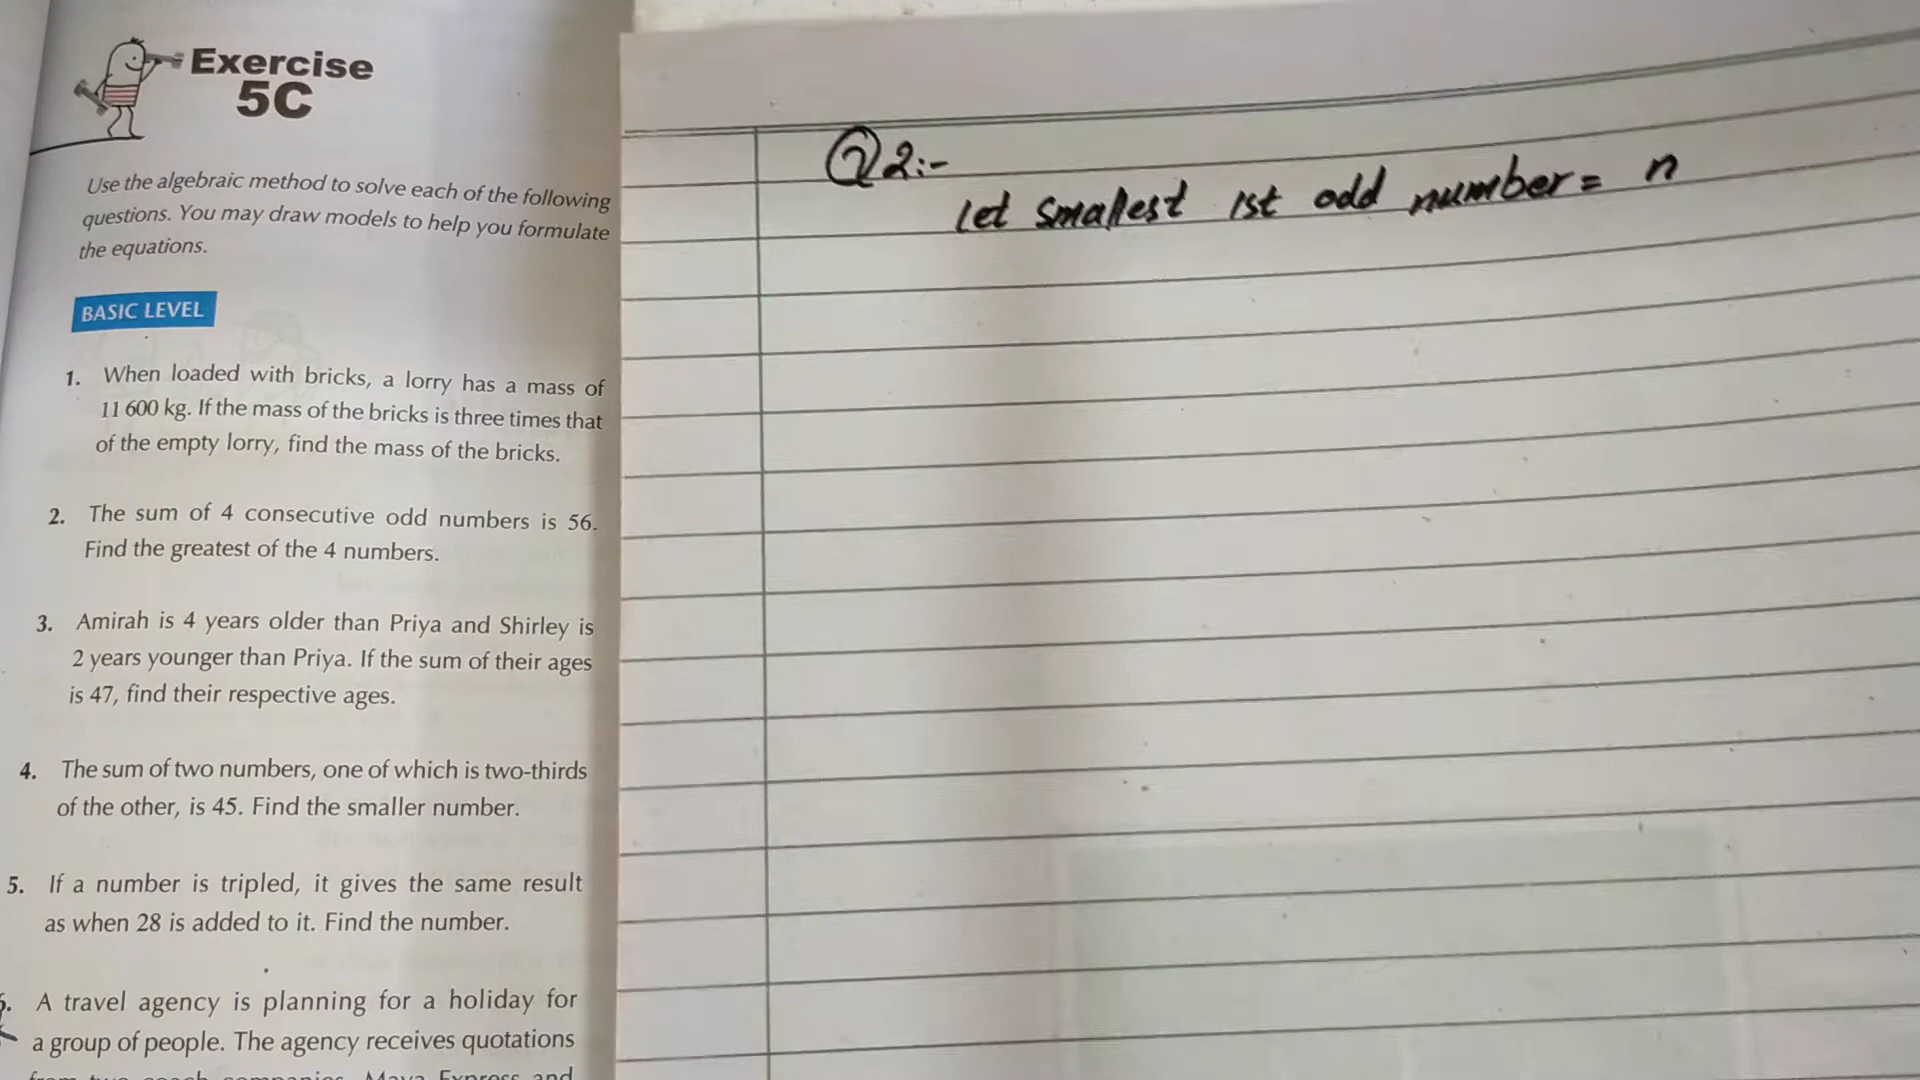 Exercise
5C
Use the algebraic method to solve each of the following
questions. You may draw models to help you formulate
the equations.
BASIC LEVEL
1. When loaded with bricks, a lorry has a mass of
11 600 kg. If the mass of the bricks is three times that
of the empty lorry, find the mass of the bricks.
2. The sum of 4 consecutive odd numbers is 56.
Find the greatest of the 4 numbers.
3. Amirah is 4 years older than Priya and Shirley is
2 years younger than Priya. If the sum of their ages
is 47, find their respective ages.
4. The sum of two numbers, one of which is two-thirds
of the other, is 45. Find the smaller number.
5. If a number is tripled, it gives the same result
as when 28 is added to it. Find the number.
6. A travel agency is planning for a holiday for
a group of people. The agency receives quotations
from two coach companies, Maya Express and
Q2:-
Let smallest 1st odd number = n